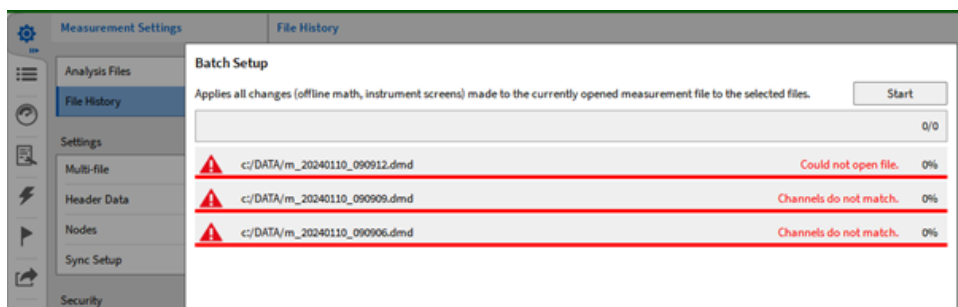 Measurement Settings
File History
Analysis Files
File History
Settings
Multi-file
Header Data
Nodes
Sync Setup
Security
Batch Setup
Applies all changes (offline math, instrument screens) made to the currently opened measurement file to the selected files.
Start
0/0
c:/DATA/m_20240110_090912.dmd Could not open file. 0%
c:/DATA/m_20240110_090909.dmd Channels do not match. 0%
c:/DATA/m_20240110_090906.dmd Channels do not match. 0%